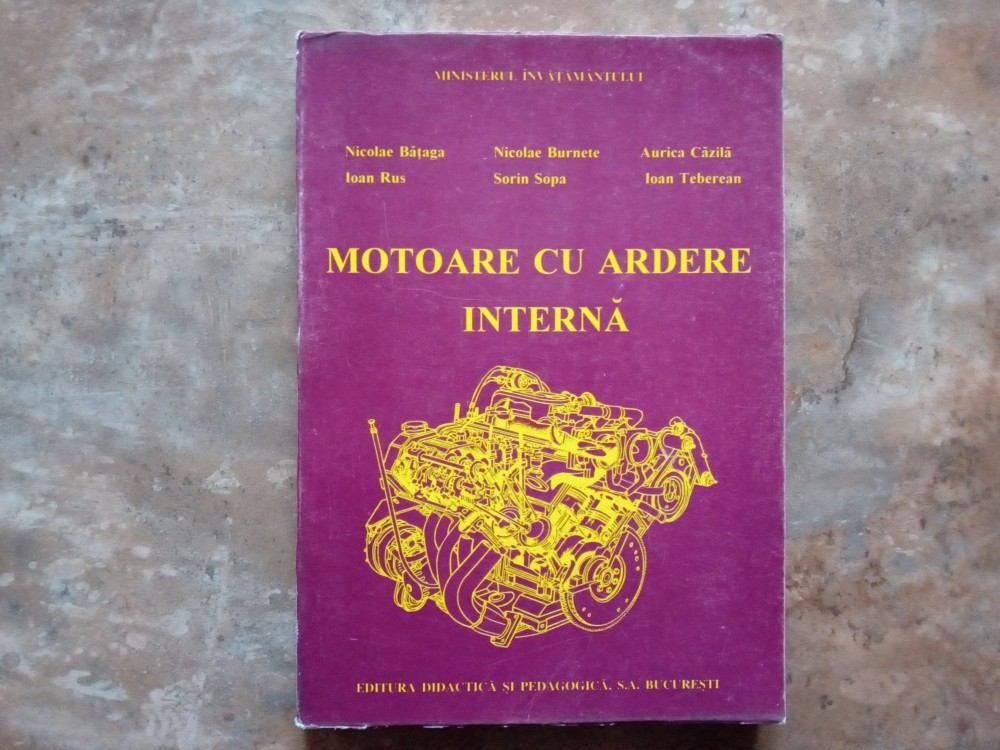 MINISTERUL ÎNVĂȚĂMÂNTULUI
Nicolae Bățaga Nicolae Burnete Aurica Căzilă
Ioan Rus Sorin Sopa Ioan Teberean
MOTOARE CU ARDERE
INTERNĂ
EDITURA DIDACTICĂ ȘI PEDAGOGICĂ, S.A. BUCUREȘTI